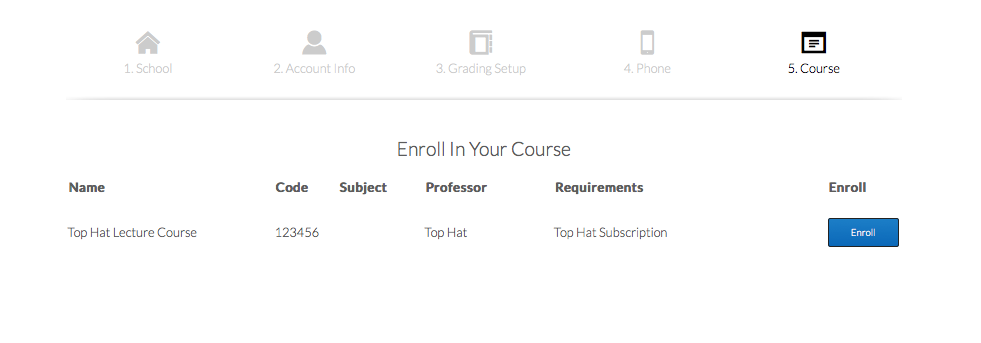 1. School 2. Account Info 3. Grading Setup 4. Phone 5. Course
Enroll In Your Course
Name Code Subject Professor Requirements Enroll
Top Hat Lecture Course 123456 Top Hat Top Hat Subscription Enroll